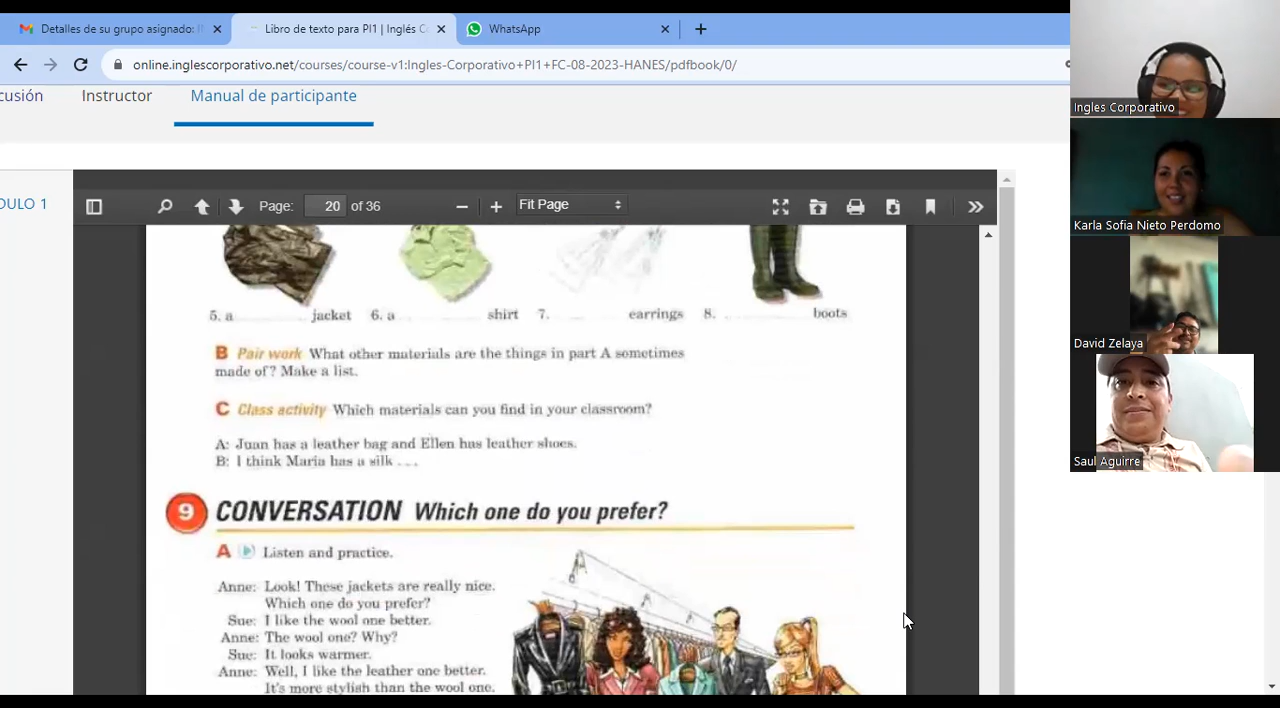 Detalles de su grupo asignado:
Libro de texto para PI1 | Inglés C
WhatsApp
online.inglescorporativo.net/courses/course-v1:Ingles-Corporativo+PI1+FC-08-2023-HANES/pdfbook/0/
cusión
Instructor
Manual de participante
DULO 1
Page: 20 of 36
Fit Page
5. a jacket 6. a shirt 7. earrings 8. boots
B Pair work What other materials are the things in part A sometimes
made of? Make a list.
C Class activity Which materials can you find in your classroom?
A: Juan has a leather bag and Ellen has leather shoes.
B: I think Maria has a silk . . .
9 CONVERSATION Which one do you prefer?
A Listen and practice.
Anne: Look! These jackets are really nice.
Which one do you prefer?
Sue: I like the wool one better.
Anne: The wool one? Why?
Sue: It looks warmer.
Anne: Well, I like the leather one better.
It's more stylish than the wool one.
Ingles Corporativo
Karla Sofia Nieto Perdomo
David Zelaya
Saul Aguirre